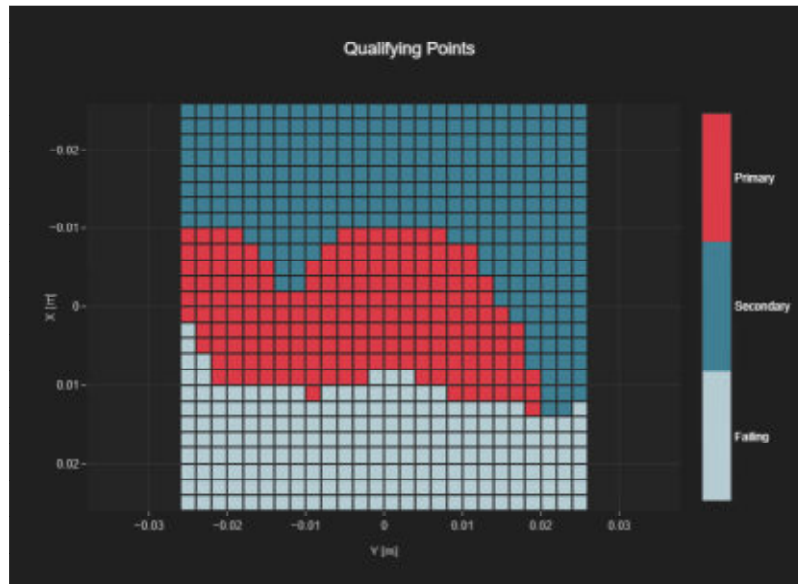 Qualifying Points
Primary
Secondary
Failing
−0.02
−0.01
0
0.01
0.02
X [m]
−0.03
−0.02
−0.01
0
0.01
0.02
0.03
Y [m]